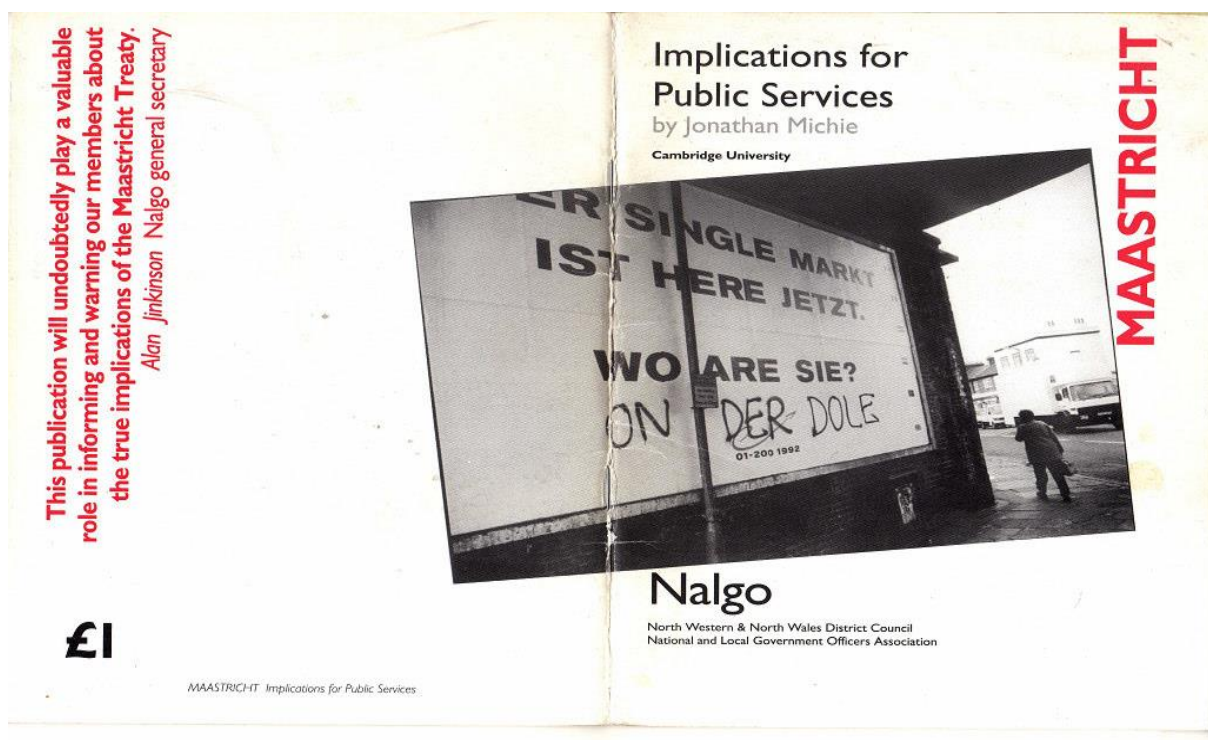 This publication will undoubtedly play a valuable
role in informing and warning our members about
the true implications of the Maastricht Treaty.
Alan Jinkinson Nalgo general secretary
£1
MAASTRICHT Implications for Public Services
Implications for
Public Services
by Jonathan Michie
Cambridge University
MAASTRICHT
ER SINGLE MARKT
IST HERE JETZT.
WO ARE SIE?
ON DER DOLE
01-200 1992
Nalgo
North Western & North Wales District Council
National and Local Government Officers Association